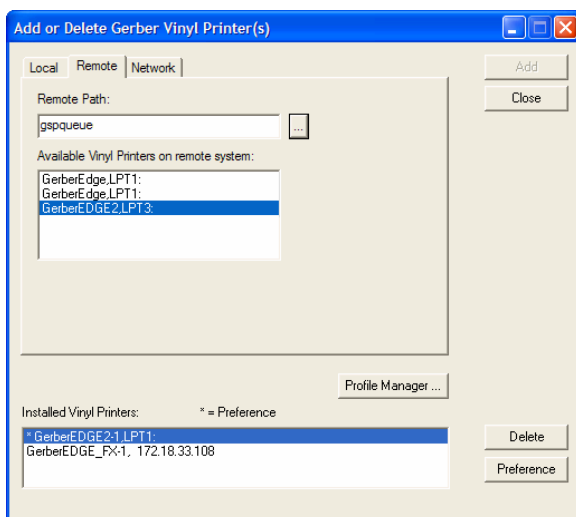 Add or Delete Gerber Vinyl Printer(s)
Local Remote Network
Add
Close
Remote Path:
gspqueue
...
Available Vinyl Printers on remote system:
GerberEdge,LPT1:
GerberEdge,LPT1:
GerberEDGE2,LPT3:
Profile Manager ...
Installed Vinyl Printers: * = Preference
* GerberEDGE2-1,LPT1:
GerberEDGE_FX-1, 172.18.33.108
Delete
Preference